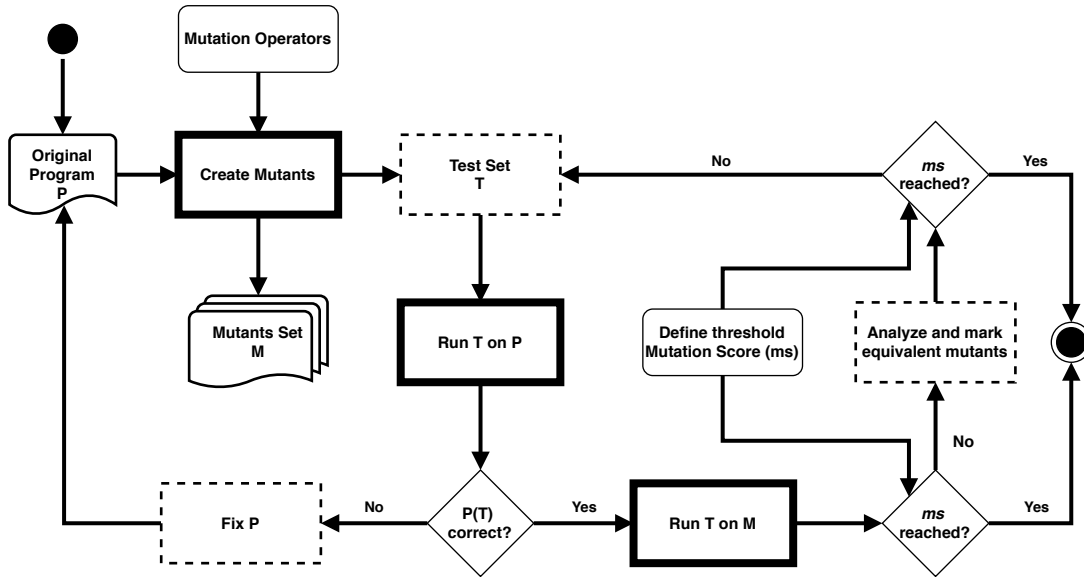 Mutation Operators
Original
Program
P
Create Mutants
Test Set
T
No
ms
reached?
Yes
Mutants Set
M
Run T on P
Define threshold
Mutation Score (ms)
Analyze and mark
equivalent mutants
No
Fix P
No
P(T)
correct?
Yes
Run T on M
ms
reached?
Yes